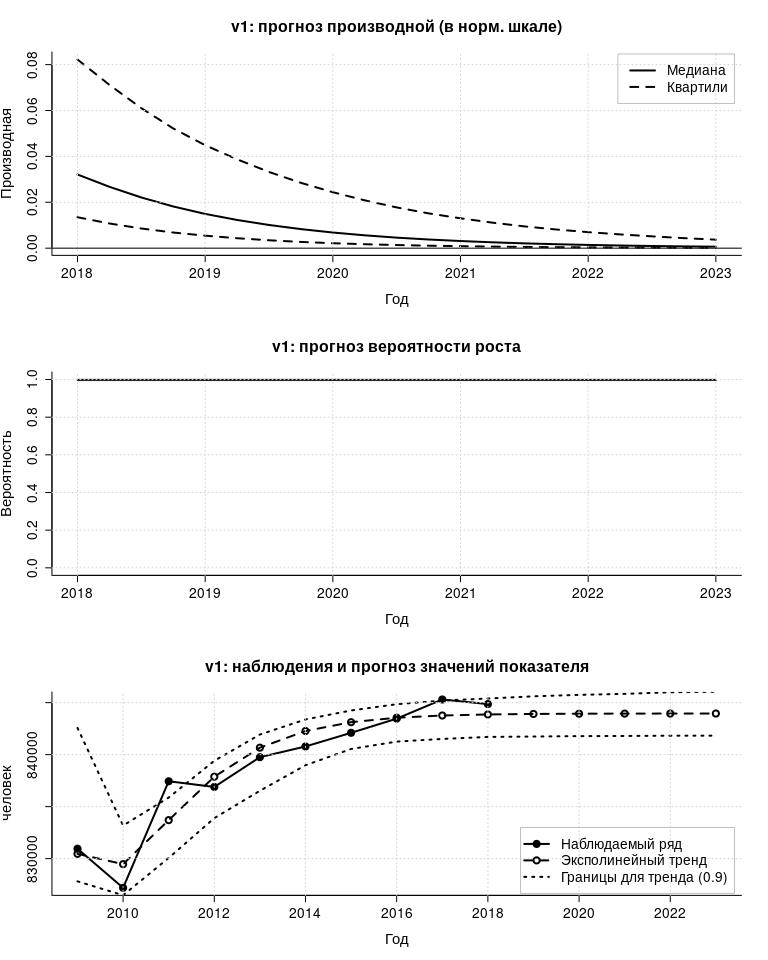 v1: прогноз производной (в норм. шкале)
0.08
0.06
0.04
0.02
0.00
Производная
Медиана
Квартили
2018 2019 2020 2021 2022 2023
Год
v1: прогноз вероятности роста
1.0
0.8
0.6
0.4
0.2
0.0
Вероятность
2018 2019 2020 2021 2022 2023
Год
v1: наблюдения и прогноз значений показателя
840000
830000
человек
Наблюдаемый ряд
Эксполинейный тренд
Границы для тренда (0.9)
2010 2012 2014 2016 2018 2020 2022
Год